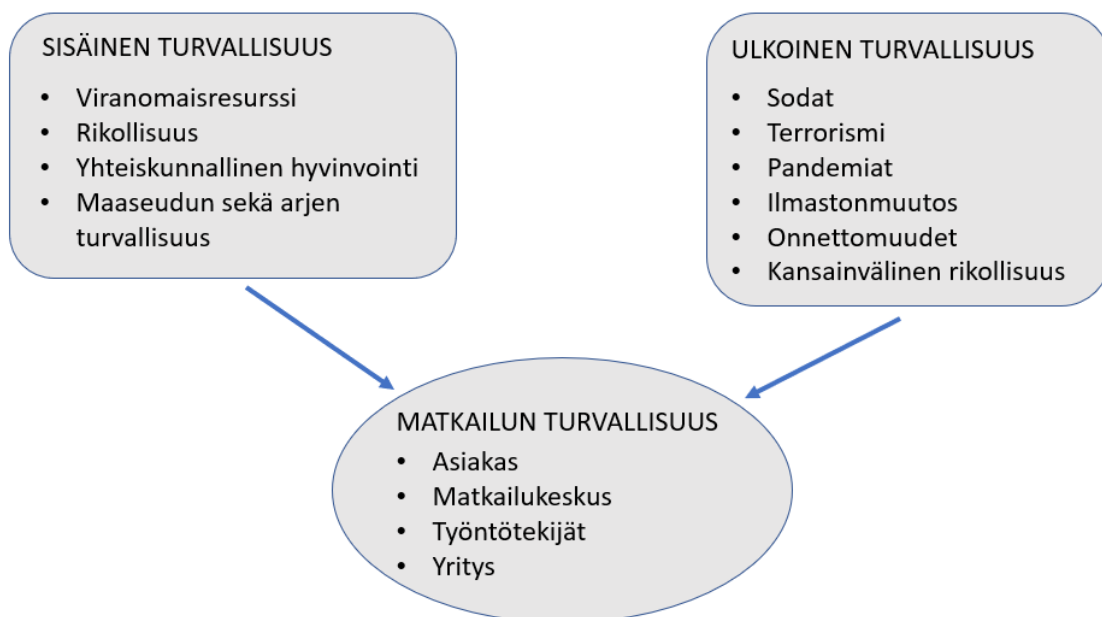 SISÄINEN TURVALLISUUS
• Viranomaisresurssi
• Rikollisuus
• Yhteiskunnallinen hyvinvointi
• Maaseudun sekä arjen
turvallisuus
ULKOINEN TURVALLISUUS
• Sodat
• Terrorismi
• Pandemiat
• Ilmastonmuutos
• Onnettomuudet
• Kansainvälinen rikollisuus
MATKAILUN TURVALLISUUS
• Asiakas
• Matkailukeskus
• Työntötekijät
• Yritys